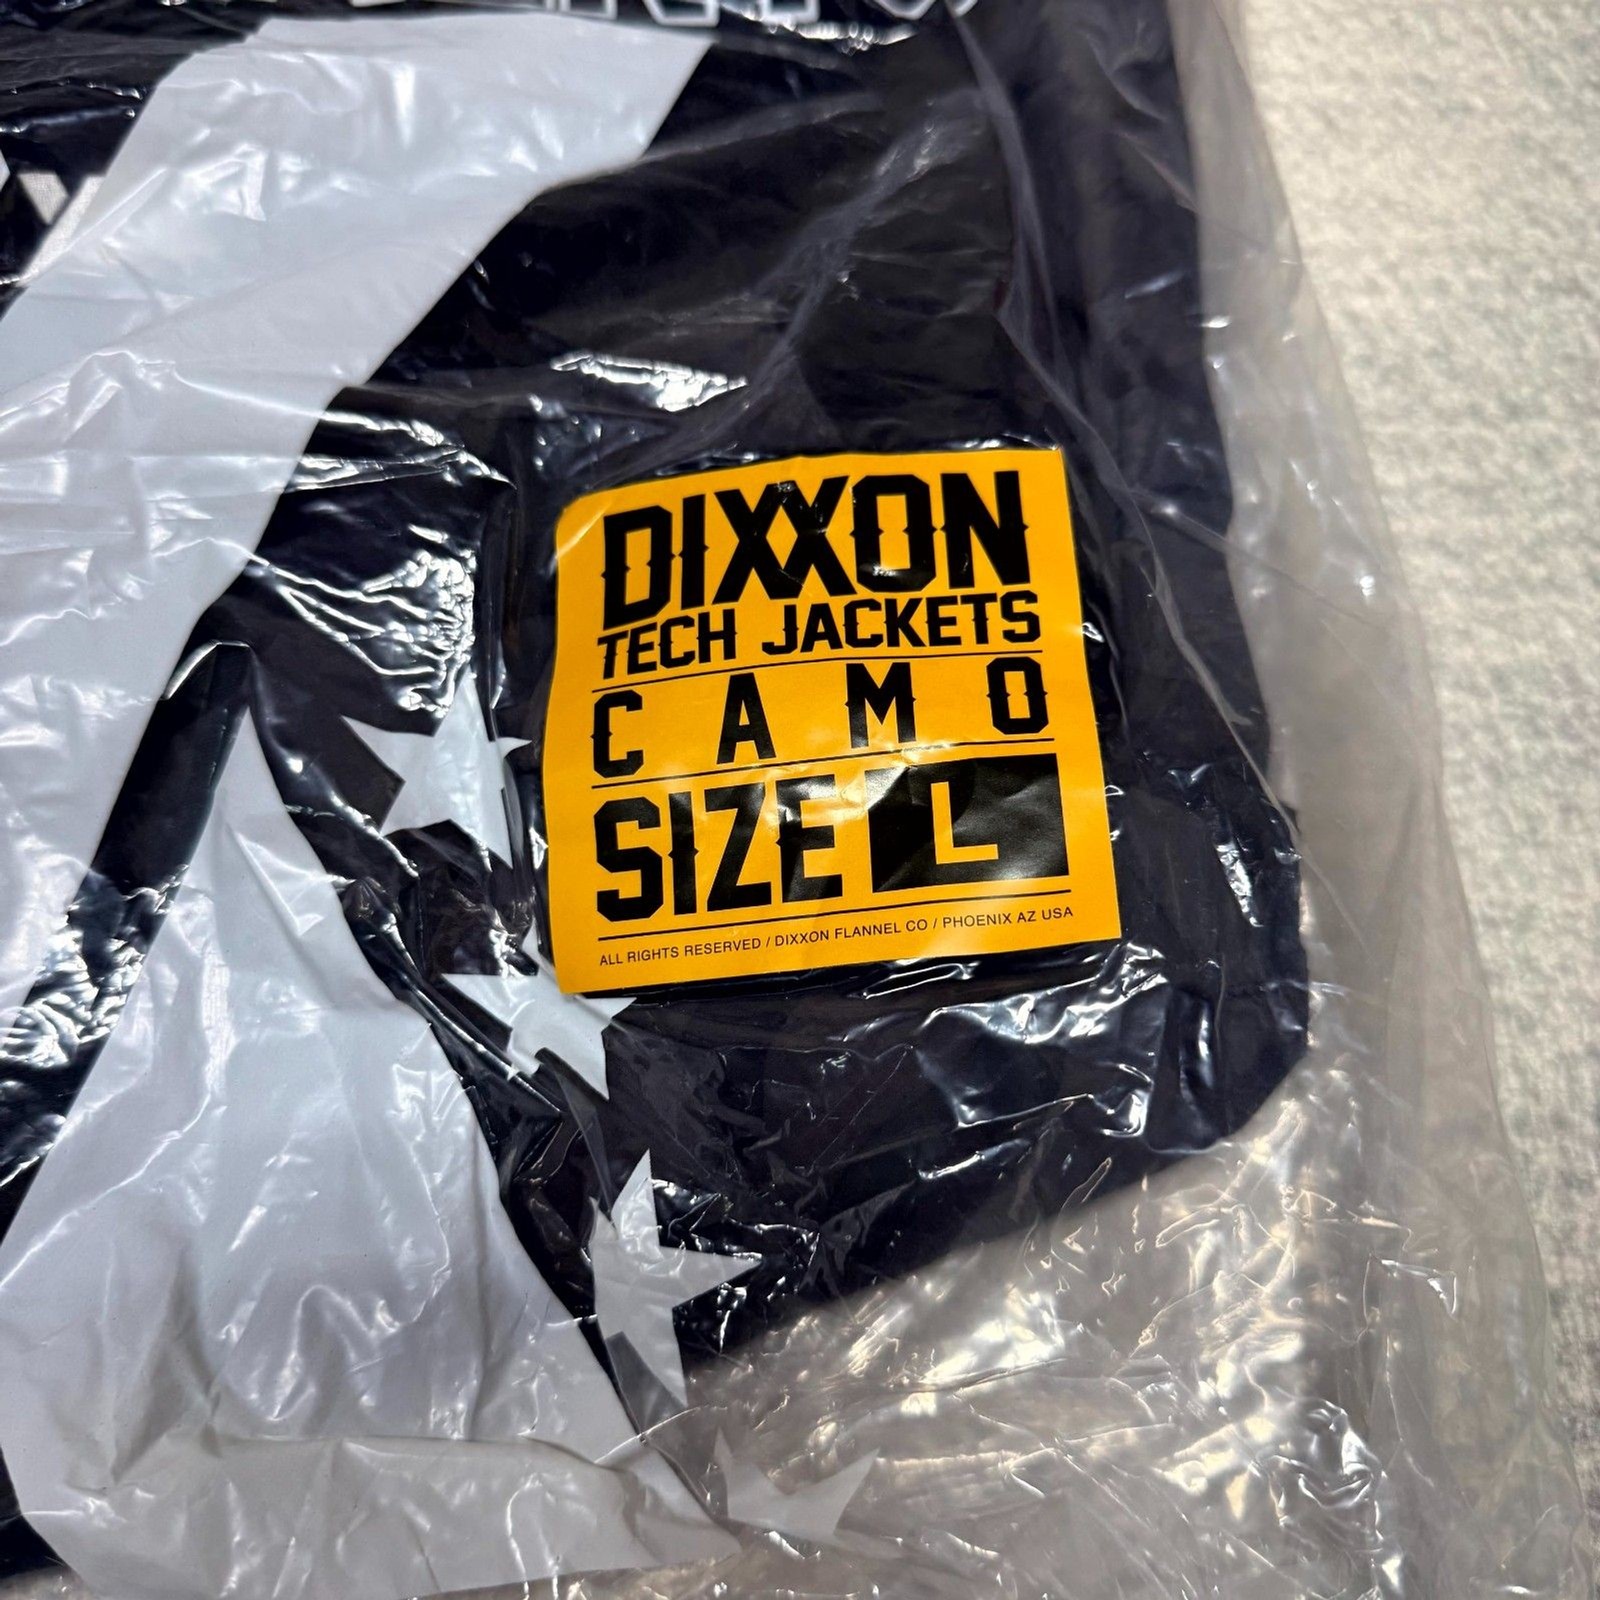 DIXXON
TECH JACKETS
CAMO
SIZE L
ALL RIGHTS RESERVED / DIXXON FLANNEL CO / PHOENIX AZ USA